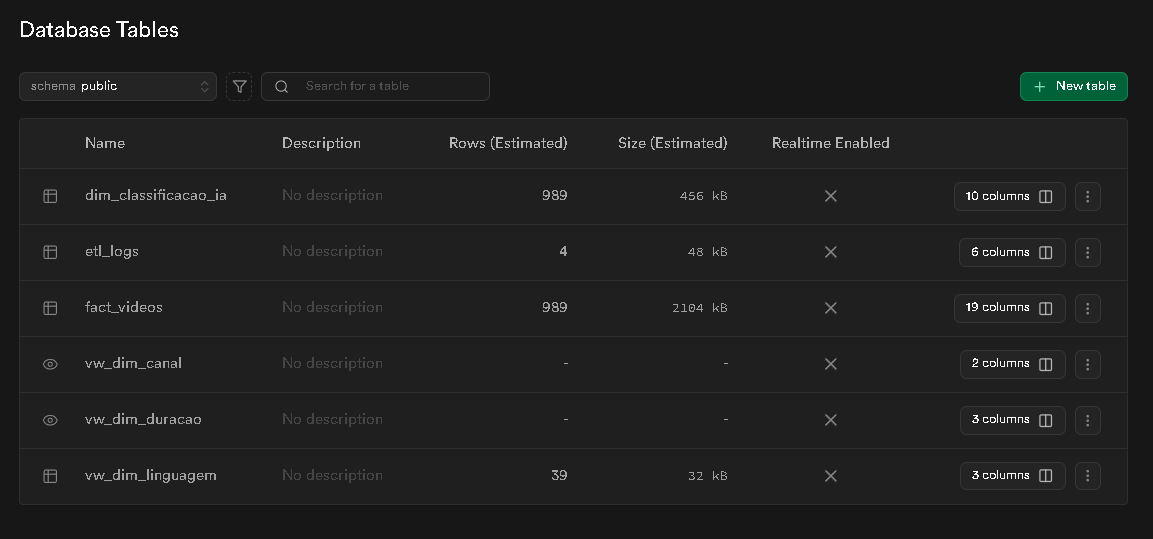 Database Tables
schema public
Search for a table
New table
Name Description Rows (Estimated) Size (Estimated) Realtime Enabled
dim_classificacao_ia No description 989 456 kB 10 columns
etl_logs No description 4 48 kB 6 columns
fact_videos No description 989 2104 kB 19 columns
vw_dim_canal No description - - 2 columns
vw_dim_duracao No description - - 3 columns
vw_dim_linguagem No description 39 32 kB 3 columns